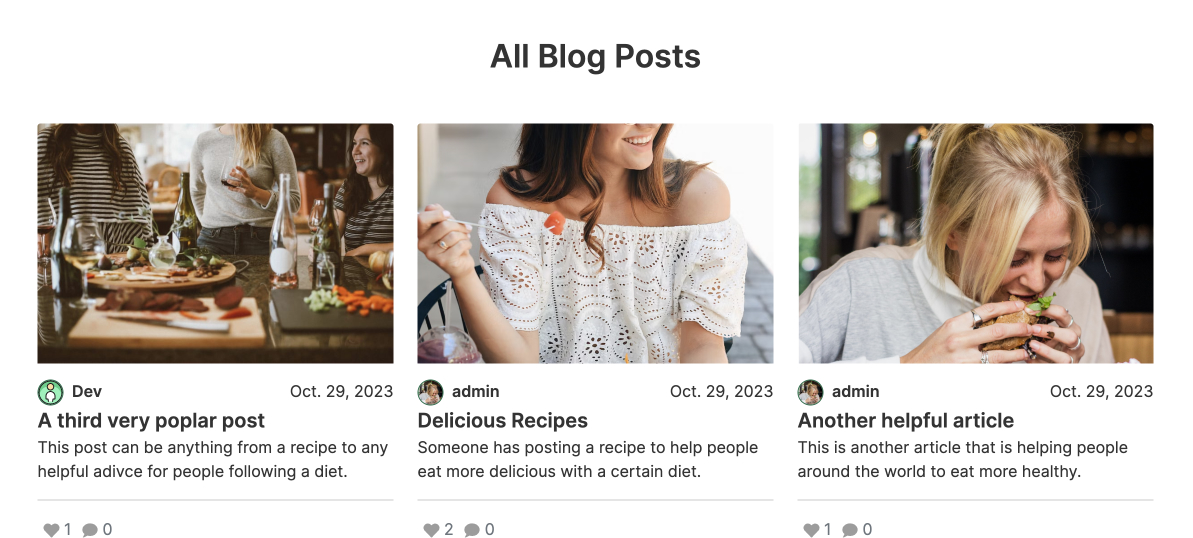 All Blog Posts
Dev Oct. 29, 2023
A third very poplar post
This post can be anything from a recipe to any
helpful adivce for people following a diet.
1 0
admin Oct. 29, 2023
Delicious Recipes
Someone has posting a recipe to help people
eat more delicious with a certain diet.
2 0
admin Oct. 29, 2023
Another helpful article
This is another article that is helping people
around the world to eat more healthy.
1 0